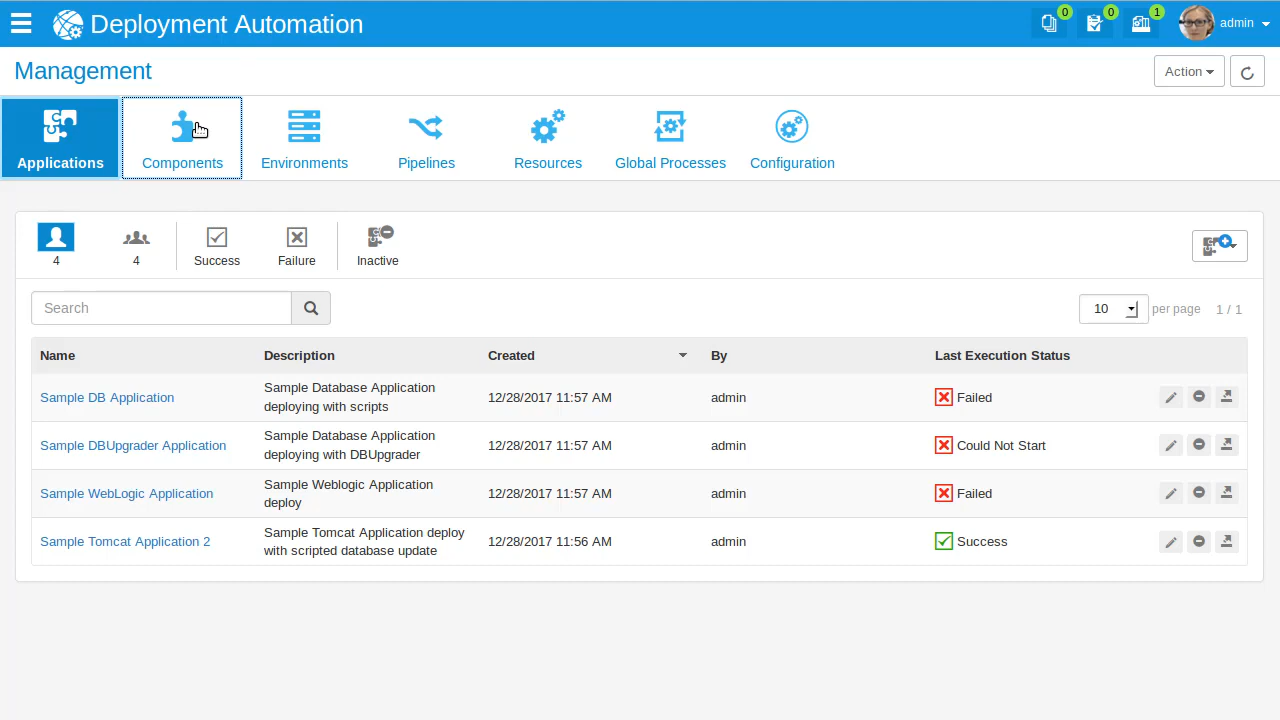 Deployment Automation
0
0
1
admin
Management
Action
Applications
Components
Environments
Pipelines
Resources
Global Processes
Configuration
4
4
Success
Failure
Inactive
Search
10
per page
1 / 1
Name
Description
Created
By
Last Execution Status
Sample DB Application
Sample Database Application
deploying with scripts
12/28/2017 11:57 AM
admin
Failed
Sample DBUpgrader Application
Sample Database Application
deploying with DBUpgrader
12/28/2017 11:57 AM
admin
Could Not Start
Sample WebLogic Application
Sample Weblogic Application
deploy
12/28/2017 11:57 AM
admin
Failed
Sample Tomcat Application 2
Sample Tomcat Application deploy
with scripted database update
12/28/2017 11:56 AM
admin
Success